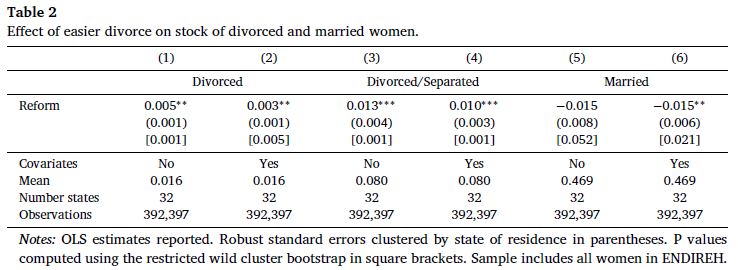 Table 2
Effect of easier divorce on stock of divorced and married women.
(1) (2) (3) (4) (5) (6)
Divorced Divorced/Separated Married
Reform 0.005** 0.003** 0.013*** 0.010*** −0.015 −0.015**
(0.001) (0.001) (0.004) (0.003) (0.008) (0.006)
[0.001] [0.005] [0.001] [0.001] [0.052] [0.021]
Covariates No Yes No Yes No Yes
Mean 0.016 0.016 0.080 0.080 0.469 0.469
Number states 32 32 32 32 32 32
Observations 392,397 392,397 392,397 392,397 392,397 392,397
Notes: OLS estimates reported. Robust standard errors clustered by state of residence in parentheses. P values
computed using the restricted wild cluster bootstrap in square brackets. Sample includes all women in ENDIREH.